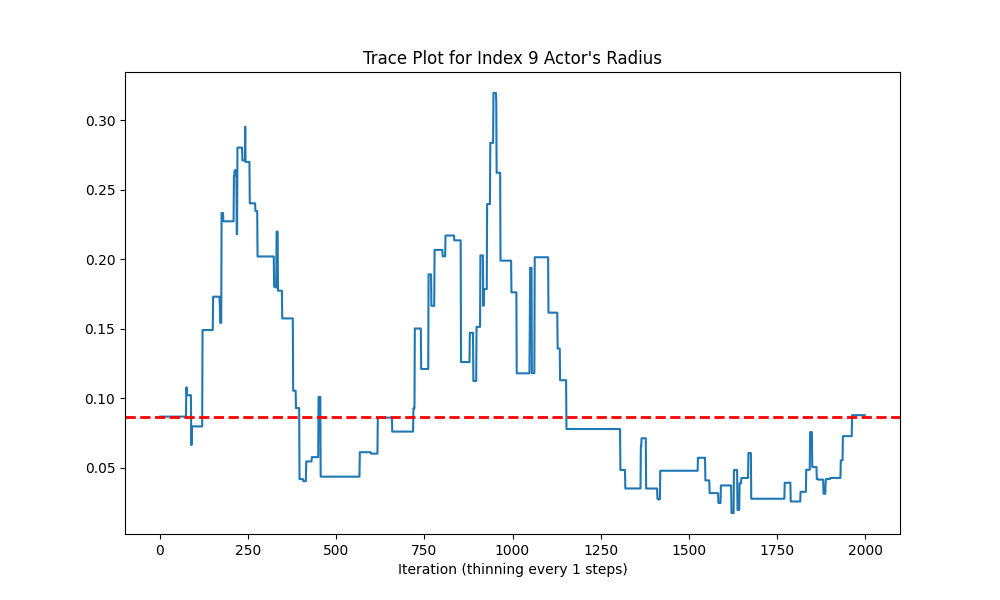 Trace Plot for Index 9 Actor's Radius
0.30
0.25
0.20
0.15
0.10
0.05
0 250 500 750 1000 1250 1500 1750 2000
Iteration (thinning every 1 steps)